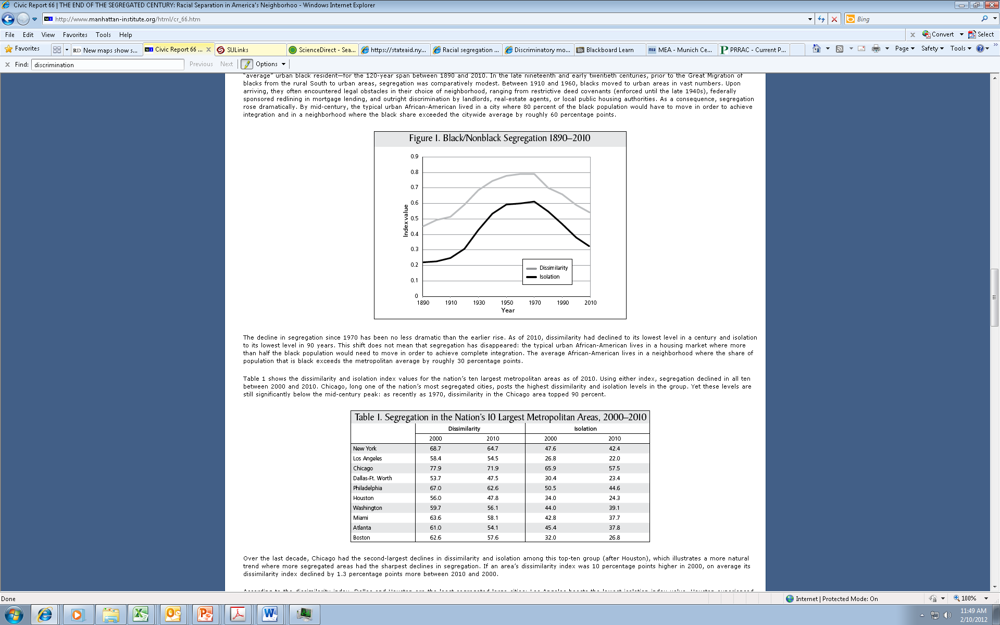 Civic Report 66 | THE END OF THE SEGREGATED CENTURY: Racial Separation in America's Neighborhoo - Windows Internet Explorer
http://www.manhattan-institute.org/html/cr_66.htm
Bing
File Edit View Favorites Tools Help
Convert Select
Favorites
New maps show s...
Civic Report 66 ...
SULinks
ScienceDirect - Sea...
https://stateaid.ny...
Racial segregation ...
Discriminatory mo...
Blackboard Learn
MEA - Munich Ce...
PRRAC - Current P...
Page Safety Tools
Find: discrimination Previous Next Options
"average" urban black resident—for the 120-year span between 1890 and 2010. In the late nineteenth and early twentieth centuries, prior to the Great Migration of
blacks from the rural South to urban areas, segregation was comparatively modest. Between 1910 and 1960, blacks moved to urban areas in vast numbers. Upon
arriving, they often encountered legal obstacles in their choice of neighborhood, ranging from restrictive deed covenants (enforced until the late 1940s), federally
sponsored redlining in mortgage lending, and outright discrimination by landlords, real-estate agents, or local public housing authorities. As a consequence, segregation
rose dramatically. By mid-century, the typical urban African-American lived in a city where 80 percent of the black population would have to move in order to achieve
integration and in a neighborhood where the black share exceeded the citywide average by roughly 60 percentage points.
Figure 1. Black/Nonblack Segregation 1890–2010
0.9
0.8
0.7
0.6
0.5
0.4
0.3
0.2
0.1
0
Index value
Dissimilarity
Isolation
1890 1910 1930 1950 1970 1990 2010
Year
The decline in segregation since 1970 has been no less dramatic than the earlier rise. As of 2010, dissimilarity had declined to its lowest level in a century and isolation
to its lowest level in 90 years. This shift does not mean that segregation has disappeared: the typical urban African-American lives in a housing market where more
than half the black population would need to move in order to achieve complete integration. The average African-American lives in a neighborhood where the share of
population that is black exceeds the metropolitan average by roughly 30 percentage points.
Table 1 shows the dissimilarity and isolation index values for the nation's ten largest metropolitan areas as of 2010. Using either index, segregation declined in all ten
between 2000 and 2010. Chicago, long one of the nation's most segregated cities, posts the highest dissimilarity and isolation levels in the group. Yet these levels are
still significantly below the mid-century peak: as recently as 1970, dissimilarity in the Chicago area topped 90 percent.
Table 1. Segregation in the Nation's 10 Largest Metropolitan Areas, 2000–2010
Dissimilarity Isolation
2000 2010 2000 2010
New York 68.7 64.7 47.6 42.4
Los Angeles 58.4 54.5 26.8 22.0
Chicago 77.9 71.9 65.9 57.5
Dallas-Ft. Worth 53.7 47.5 30.4 23.4
Philadelphia 67.0 62.6 50.5 44.6
Houston 56.0 47.8 34.0 24.3
Washington 59.7 56.1 44.0 39.1
Miami 63.6 58.1 42.8 37.7
Atlanta 61.0 54.1 45.4 37.8
Boston 62.6 57.6 32.0 26.8
Over the last decade, Chicago had the second-largest declines in dissimilarity and isolation among this top-ten group (after Houston), which illustrates a more natural
trend where more segregated areas had the sharpest declines in segregation. If an area's dissimilarity index was 10 percentage points higher in 2000, on average its
dissimilarity index declined by 1.3 percentage points more between 2010 and 2000.
Done
Internet | Protected Mode: On
100%
11:49 AM
2/10/2012